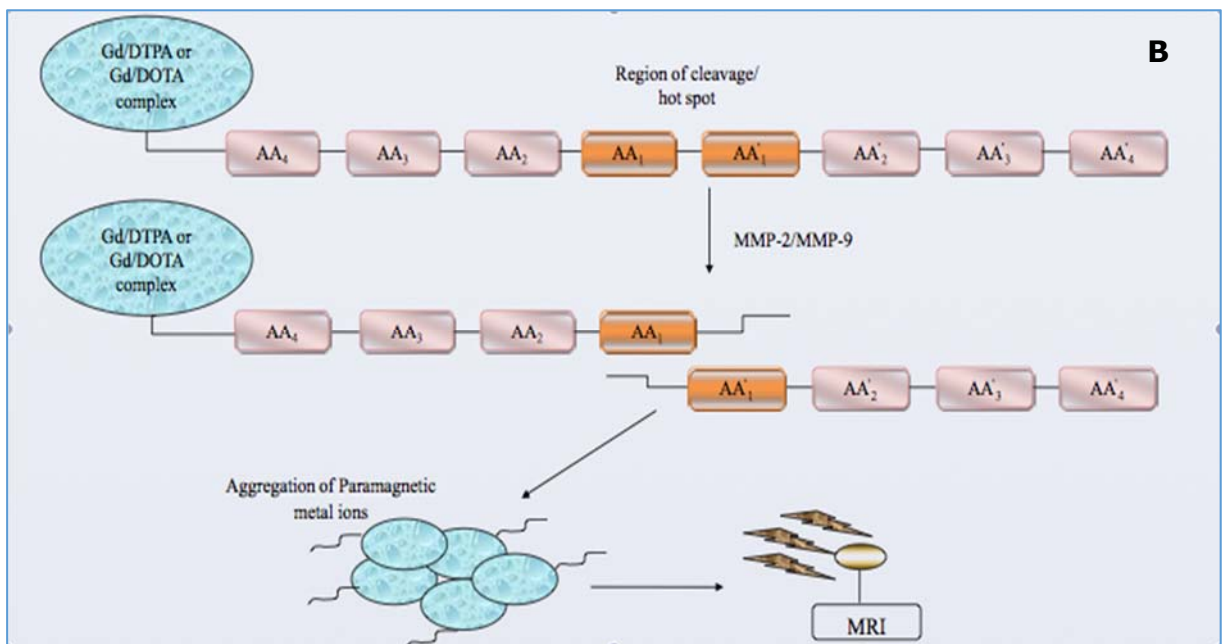 B
Gd/DTPA or
Gd/DOTA
complex
Region of cleavage/
hot spot
AA₄ AA₃ AA₂ AA₁ AA'₁ AA'₂ AA'₃ AA'₄
MMP-2/MMP-9
Gd/DTPA or
Gd/DOTA
complex
AA₄ AA₃ AA₂ AA₁
AA'₁ AA'₂ AA'₃ AA'₄
Aggregation of Paramagnetic
metal ions
MRI